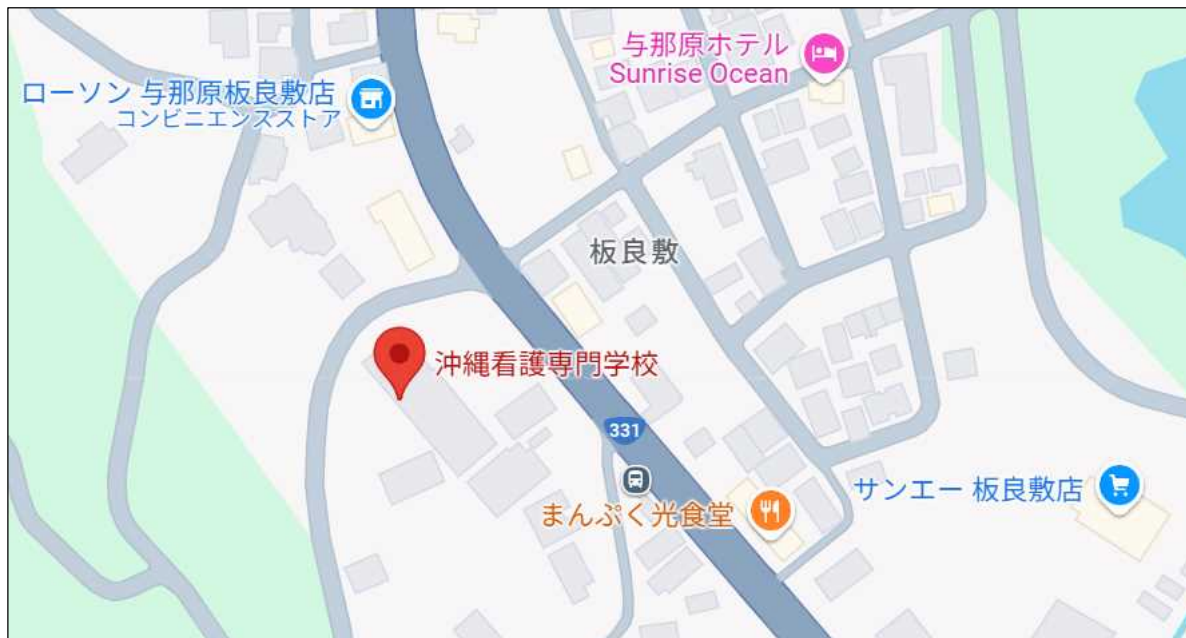 与那原ホテル
Sunrise Ocean
ローソン 与那原板良敷店
コンビニエンスストア
板良敷
沖縄看護専門学校
331
サンエー 板良敷店
まんぷく光食堂